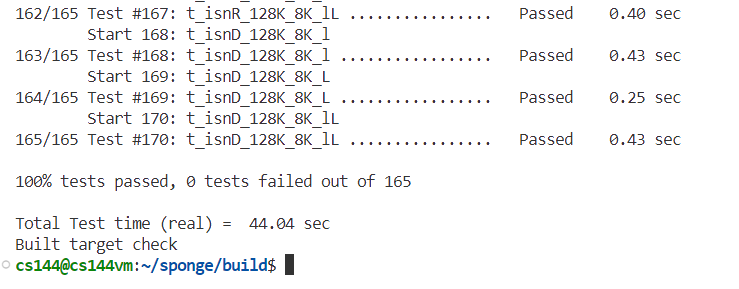 162/165 Test #167: t_isnR_128K_8K_lL ................   Passed    0.40 sec
        Start 168: t_isnD_128K_8K_l
163/165 Test #168: t_isnD_128K_8K_l .................   Passed    0.43 sec
        Start 169: t_isnD_128K_8K_L
164/165 Test #169: t_isnD_128K_8K_L .................   Passed    0.25 sec
        Start 170: t_isnD_128K_8K_lL
165/165 Test #170: t_isnD_128K_8K_lL ................   Passed    0.43 sec

100% tests passed, 0 tests failed out of 165

Total Test time (real) =  44.04 sec
Built target check
cs144@cs144vm:~/sponge/build$